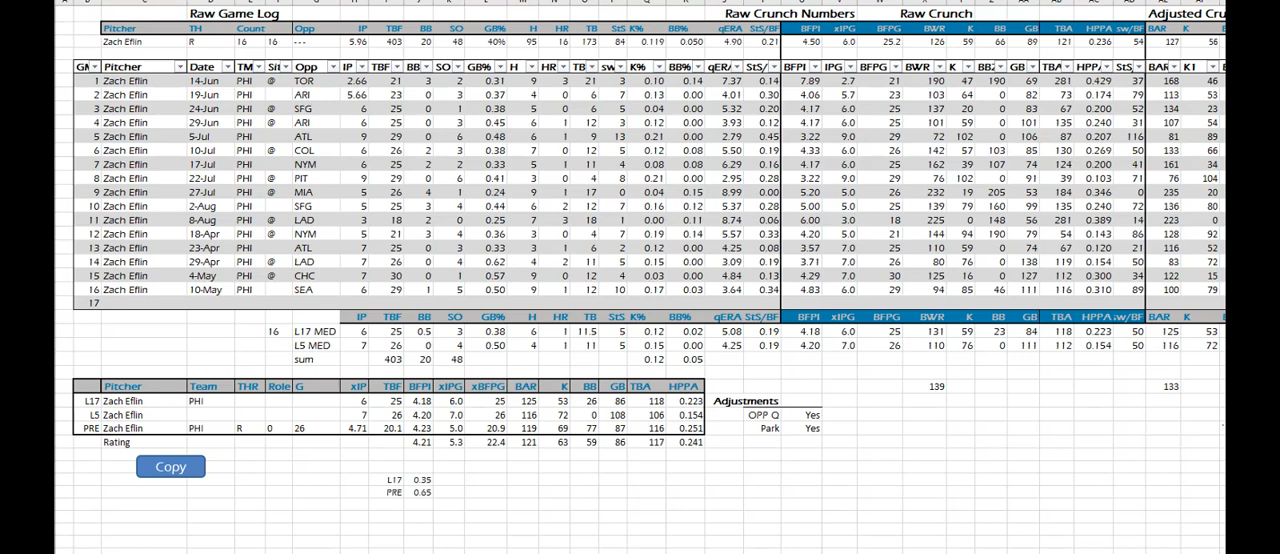 Raw Game Log Raw Crunch Numbers Raw Crunch Adjusted Cru
Pitcher TH Count Opp IP TBF BB SO GB% H HR TB StS K% BB% qERA StS/BF BFPI xIPG BFPG BWR K BB GB TBA HPPA sw/BF BAR K
Zach Eflin R 16 16 --- 5.96 403 20 48 40% 95 16 173 84 0.119 0.050 4.90 0.21 4.50 6.0 25.2 126 59 66 89 121 0.236 54 127 56
GM Pitcher Date TM Sit Opp IP TBF BB SO GB% H HR TB sw K% BB% qERA StS/ BFPI IPG BFPG BWR K BB2 GB TBA HPPA StS BAR K1
1 Zach Eflin 14-Jun PHI @ TOR 2.66 21 3 2 0.31 9 3 21 3 0.10 0.14 7.37 0.14 7.89 2.7 21 190 47 190 69 281 0.429 37 168 46
2 Zach Eflin 19-Jun PHI ARI 5.66 23 0 3 0.37 4 0 6 7 0.13 0.00 4.01 0.30 4.06 5.7 23 103 64 0 82 73 0.174 79 113 53
3 Zach Eflin 24-Jun PHI @ SFG 6 25 0 1 0.38 5 0 6 5 0.04 0.00 5.32 0.20 4.17 6.0 25 137 20 0 83 67 0.200 52 134 23
4 Zach Eflin 29-Jun PHI @ ARI 6 25 0 3 0.45 6 1 12 3 0.12 0.00 3.93 0.12 4.17 6.0 25 101 59 0 101 135 0.240 31 107 54
5 Zach Eflin 5-Jul PHI ATL 9 29 0 6 0.48 6 1 9 13 0.21 0.00 2.79 0.45 3.22 9.0 29 72 102 0 106 87 0.207 116 81 89
6 Zach Eflin 10-Jul PHI @ COL 6 26 2 3 0.38 7 0 12 5 0.12 0.08 5.50 0.19 4.33 6.0 26 142 57 103 85 130 0.269 50 133 66
7 Zach Eflin 17-Jul PHI NYM 6 25 2 2 0.33 5 1 11 4 0.08 0.08 6.29 0.16 4.17 6.0 25 162 39 107 74 124 0.200 41 161 34
8 Zach Eflin 22-Jul PHI @ PIT 9 29 0 6 0.41 3 0 4 8 0.21 0.00 2.95 0.28 3.22 9.0 29 76 102 0 91 39 0.103 71 76 104
9 Zach Eflin 27-Jul PHI @ MIA 5 26 4 1 0.24 9 1 17 0 0.04 0.15 8.99 0.00 5.20 5.0 26 232 19 205 53 184 0.346 0 235 20
10 Zach Eflin 2-Aug PHI SFG 5 25 3 4 0.44 6 2 12 7 0.16 0.12 5.37 0.28 5.00 5.0 25 139 79 160 99 135 0.240 72 136 80
11 Zach Eflin 8-Aug PHI @ LAD 3 18 2 0 0.25 7 3 18 1 0.00 0.11 8.74 0.06 6.00 3.0 18 225 0 148 56 281 0.389 14 223 0
12 Zach Eflin 18-Apr PHI @ NYM 5 21 3 4 0.36 3 1 6 7 0.19 0.14 5.57 0.33 4.20 5.0 21 144 94 190 79 80 0.143 86 128 92
13 Zach Eflin 23-Apr PHI ATL 7 25 0 3 0.33 3 1 6 2 0.12 0.00 4.25 0.08 3.57 7.0 25 110 59 0 74 67 0.120 21 116 52
14 Zach Eflin 29-Apr PHI @ LAD 7 26 0 4 0.62 4 2 11 5 0.15 0.00 3.09 0.19 3.71 7.0 26 80 76 0 138 119 0.154 50 83 72
15 Zach Eflin 4-May PHI @ CHC 7 30 0 1 0.57 9 0 12 4 0.03 0.00 4.84 0.13 4.29 7.0 30 125 16 0 127 112 0.300 34 122 15
16 Zach Eflin 10-May PHI SEA 6 29 1 5 0.50 9 0 12 10 0.17 0.03 3.64 0.34 4.83 6.0 29 94 85 46 111 116 0.310 89 100 79
17
IP TBF BB SO GB% H HR TB StS K% BB% qERA StS/BF BFPI xIPG BFPG BWR K BB GB TBA HPPA iw/BF BAR K
16 L17 MED 6 25 0.5 3 0.38 6 1 11.5 5 0.12 0.02 5.08 0.19 4.18 6.0 25 131 59 23 84 118 0.223 50 125 53
L5 MED 7 26 0 4 0.50 4 1 11 5 0.15 0.00 4.25 0.19 4.20 7.0 26 110 76 0 111 112 0.154 50 116 72
sum 403 20 48 0.12 0.05
Pitcher Team THR Role G xIP TBF BFPI xIPG xBFPG BAR K BB GB TBA HPPA 139 133
L17 Zach Eflin PHI 6 25 4.18 6.0 25 125 53 26 86 118 0.223 Adjustments
L5 Zach Eflin 7 26 4.20 7.0 26 116 72 0 108 106 0.154 OPP Q Yes
PRE Zach Eflin PHI R 0 26 4.71 20.1 4.23 5.0 20.9 119 69 77 87 116 0.251 Park Yes
Rating 4.21 5.3 22.4 121 63 59 86 117 0.241
Copy
L17 0.35
PRE 0.65